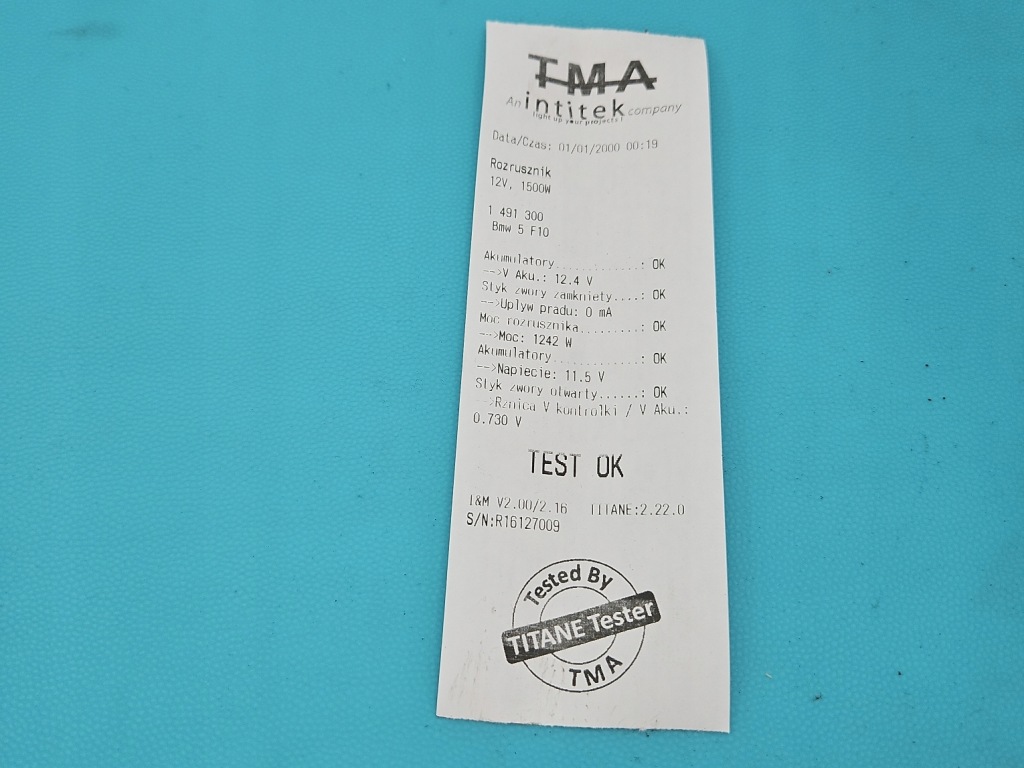 TMA
An intitek company
light up your projects !
Data/Czas: 01/01/2000 00:19
Rozrusznik
12V, 1500W
1 491 300
Bmw 5 F10
Akumulatory............: OK
-->V Aku.: 12.4 V
Styk zwory zamkniety....: OK
-->Uplyw pradu: 0 mA
Moc rozrusznika.........: OK
-->Moc: 1242 W
Akumulatory............: OK
-->Napiecie: 11.5 V
Styk zwory otwarty......: OK
-->Rznica V kontrolki / V Aku.:
0.730 V
TEST OK
I&M V2.00/2.16 TITANE:2.22.0
S/N:R16127009
Tested By
TITANE Tester
TMA